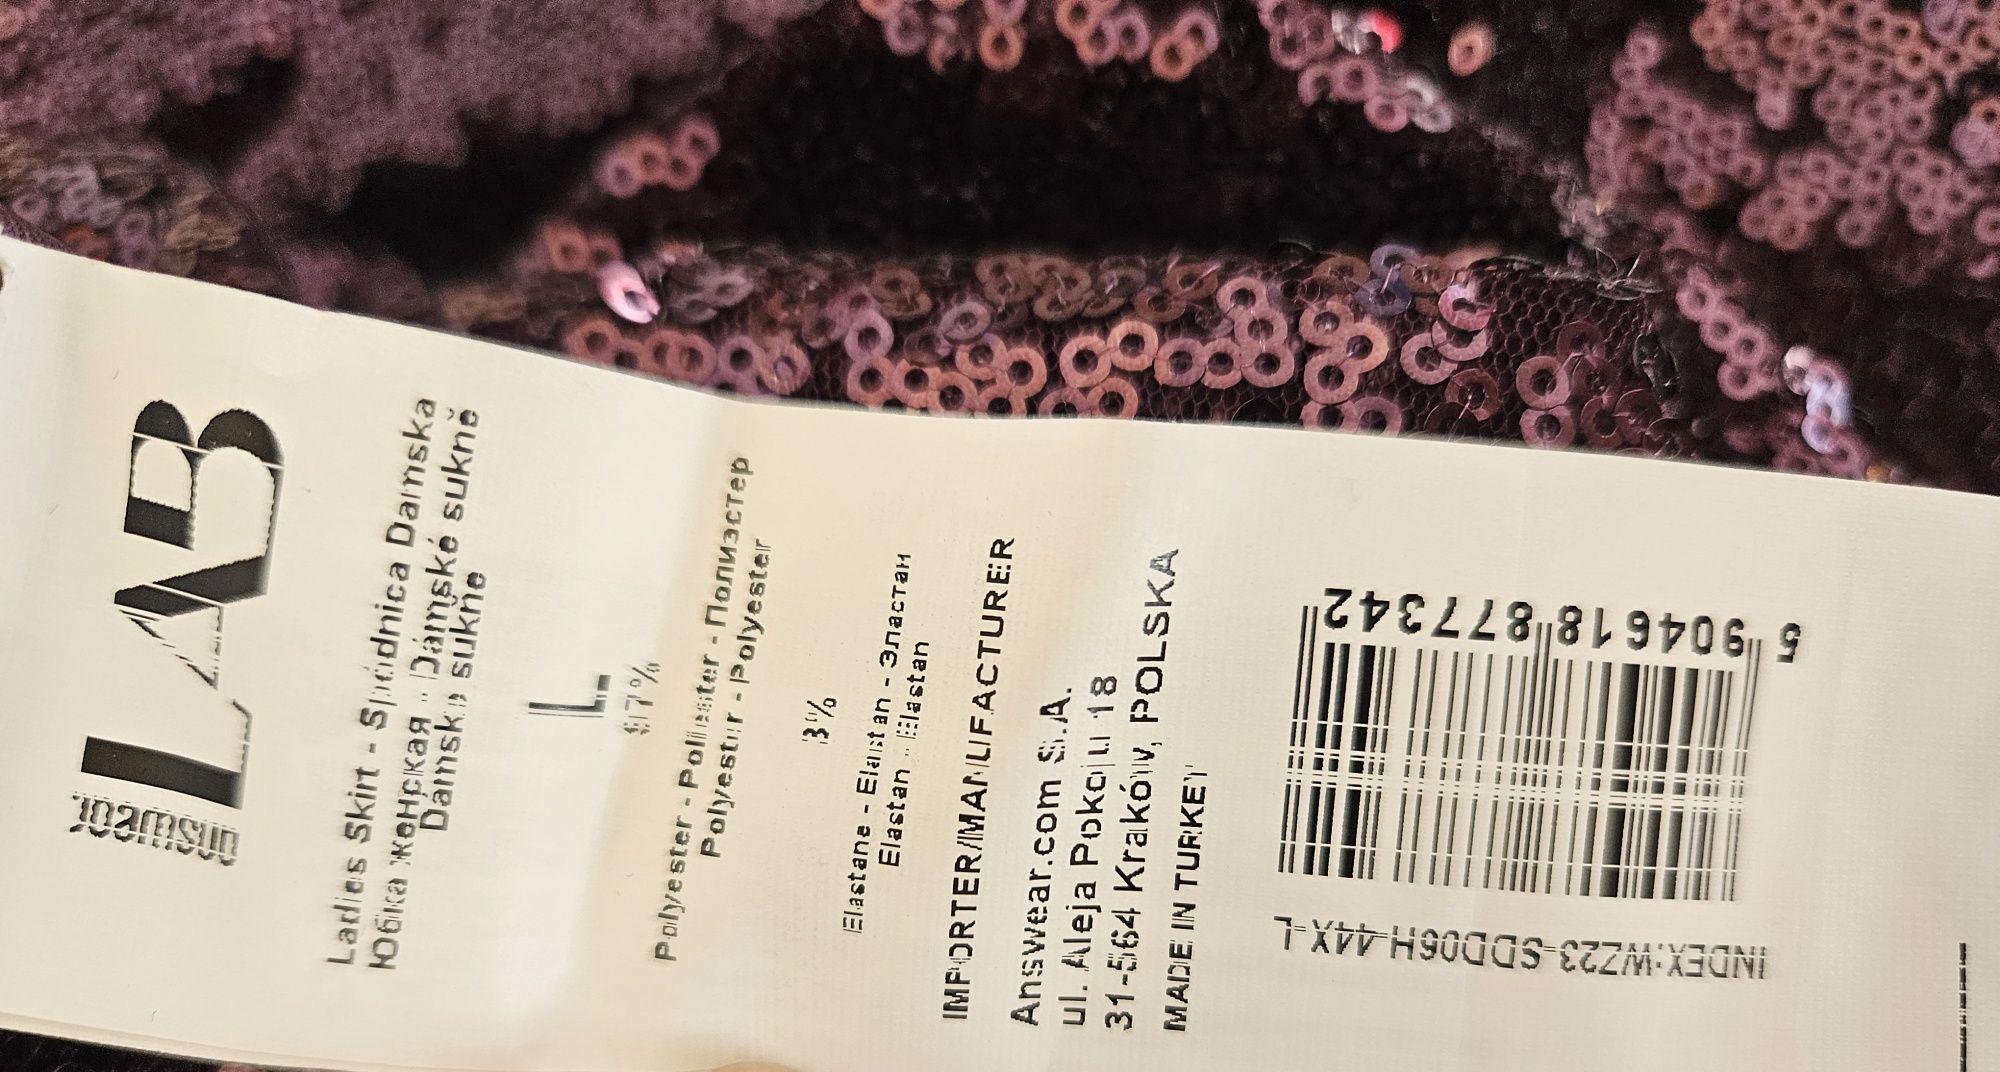 answear.
LAB
Ladies Skirt - Spódnica Damska
Юбка женская - Dámské sukně
Damsko sukně
L
97%
Polyester - Poliester - Полиэстер
Polyester - Polyester
3%
Elastane - Elastan - Эластан
Elastan - Elastan
IMPORTER/MANUFACTURER
Answear.com S.A.
ul. Aleja Pokoju 18
31-564 Kraków, POLSKA
MADE IN TURKEY
5 904618 877342
INDEX:WZ23-SDD06H-44X-L